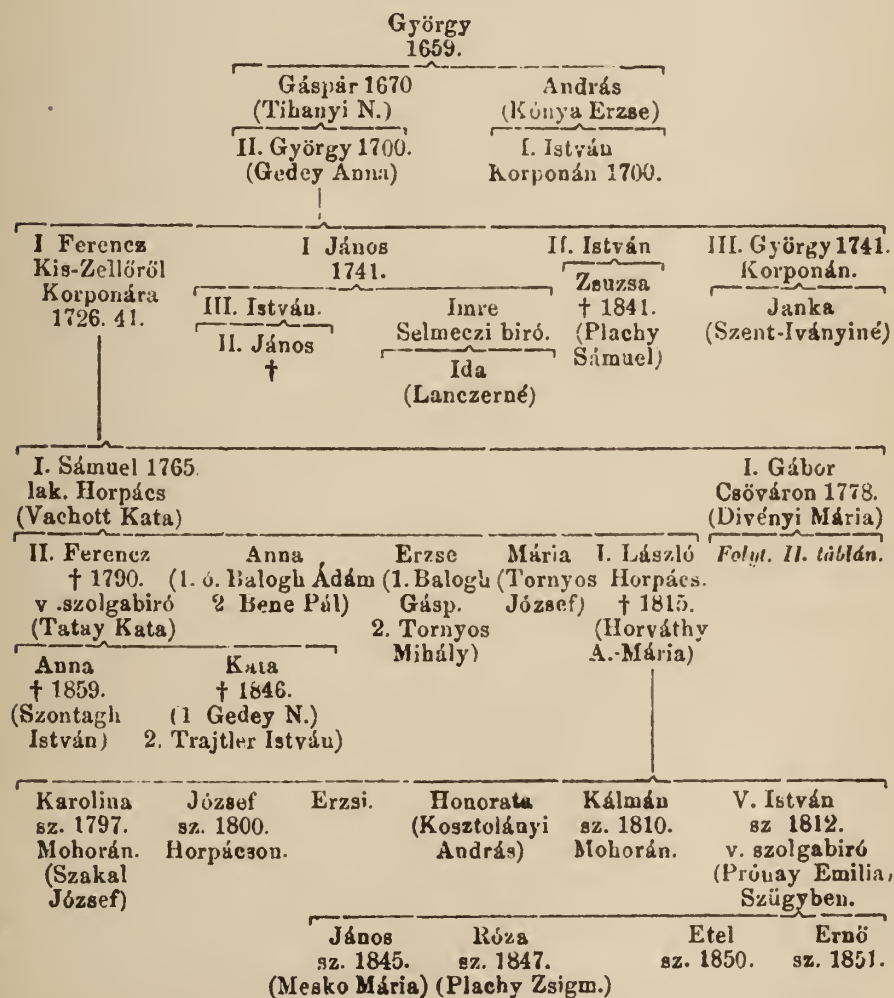 György
1659.
Gáspár 1670 András
(Tihanyi N.) (Kónya Erzse)
II. György 1700. I. István
(Gedey Anna) Korponán 1700.
I Ferencz I János II. István III. György 1741.
Kis-Zellőről 1741. Zsuzsa Korponán.
Korponára III. István. Imre † 1841. Janka
1726. 41. II. János Selmeczi biró. (Plachy (Szent-Iványiné)
† Ida Sámuel)
(Lanczerné)
I. Sámuel 1765. I. Gábor
lak. Horpács Csőváron 1778.
(Vachott Kata) (Divényi Mária)
II. Ferencz Anna Erzse Mária I. László Folyt. II. táblán.
† 1790. (1. ó. Balogh Ádám (1. Balogh (Tornyos Horpács.
v .szolgabiró 2 Bene Pál) Gásp. József) † 1815.
(Tatay Kata) 2. Tornyos (Horváthy
Mihály) A.-Mária)
Anna Kata
† 1859. † 1846.
(Szontagh (1 Gedey N.)
István) 2. Trajtler István)
Karolina József Erzsi. Honorata Kálmán V. István
sz. 1797. sz. 1800. (Kosztolányi sz. 1810. sz 1812.
Mohorán. Horpácson. András) Mohorán. v. szolgabiró
(Szakal (Prónay Emilia,
József) Szügyben.
János Róza Etel Ernő
sz. 1845. sz. 1847. sz. 1850. sz. 1851.
(Mesko Mária) (Plachy Zsigm.)